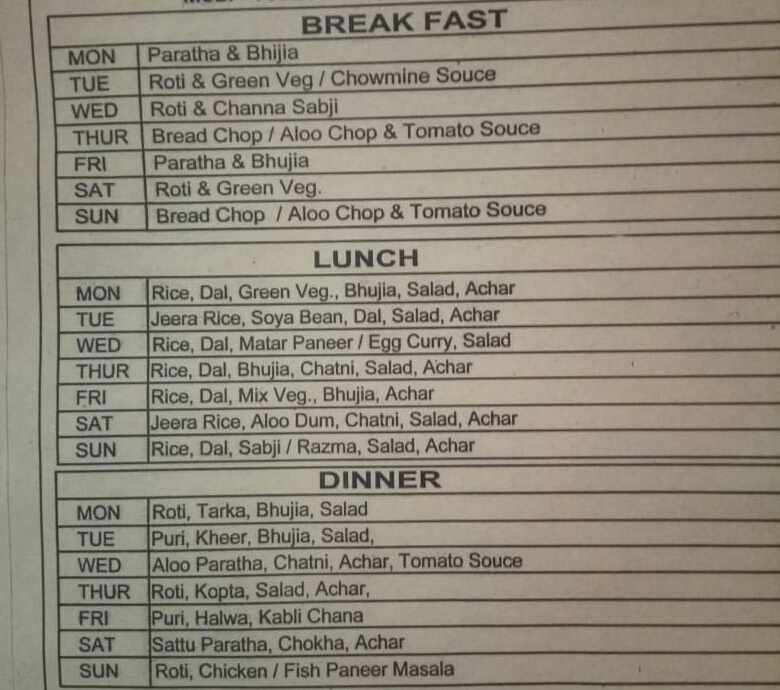 BREAK FAST
MON Paratha & Bhijia
TUE Roti & Green Veg / Chowmine Souce
WED Roti & Channa Sabji
THUR Bread Chop / Aloo Chop & Tomato Souce
FRI Paratha & Bhujia
SAT Roti & Green Veg.
SUN Bread Chop / Aloo Chop & Tomato Souce
LUNCH
MON Rice, Dal, Green Veg., Bhujia, Salad, Achar
TUE Jeera Rice, Soya Bean, Dal, Salad, Achar
WED Rice, Dal, Matar Paneer / Egg Curry, Salad
THUR Rice, Dal, Bhujia, Chatni, Salad, Achar
FRI Rice, Dal, Mix Veg., Bhujia, Achar
SAT Jeera Rice, Aloo Dum, Chatni, Salad, Achar
SUN Rice, Dal, Sabji / Razma, Salad, Achar
DINNER
MON Roti, Tarka, Bhujia, Salad
TUE Puri, Kheer, Bhujia, Salad,
WED Aloo Paratha, Chatni, Achar, Tomato Souce
THUR Roti, Kopta, Salad, Achar,
FRI Puri, Halwa, Kabli Chana
SAT Sattu Paratha, Chokha, Achar
SUN Roti, Chicken / Fish Paneer Masala